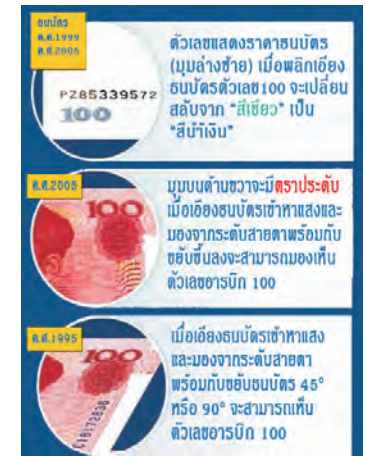 ธนบัตร
ค.ศ.1999
ค.ศ.2005
ตัวเลขแสดงราคาธนบัตร
(มุมล่างซ้าย) เมื่อพลิกเอียง
ธนบัตรตัวเลข100 จะเปลี่ยน
สลับจาก “สีเขียว” เป็น
“สีน้ำเงิน”
PZ85339572
100
ค.ศ.2005
100
มุมบนด้านขวาจะมีตราประดับ
เมื่อเอียงธนบัตรเข้าหาแสงและ
มองจากระดับสายตาพร้อมกับ
ขยับขึ้นลงจะสามารถมองเห็น
ตัวเลขอารบิก 100
ค.ศ.1995
100
เมื่อเอียงธนบัตรเข้าหาแสง
และมองจากระดับสายตา
พร้อมกับขยับธนบัตร 45°
หรือ 90° จะสามารถเห็น
ตัวเลขอารบิก 100